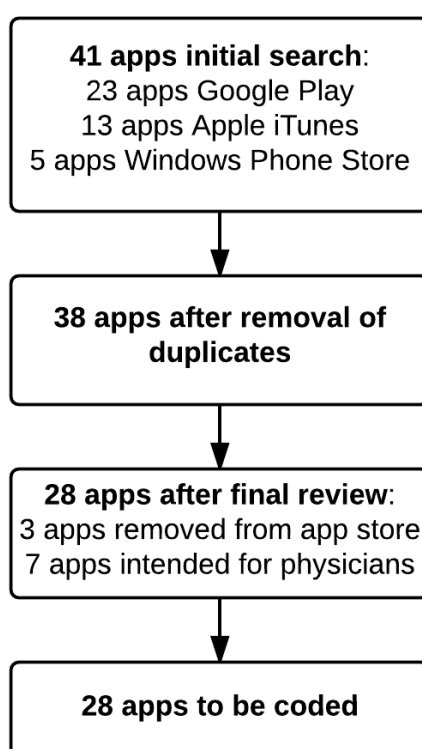 41 apps initial search:
23 apps Google Play
13 apps Apple iTunes
5 apps Windows Phone Store
38 apps after removal of
duplicates
28 apps after final review:
3 apps removed from app store
7 apps intended for physicians
28 apps to be coded